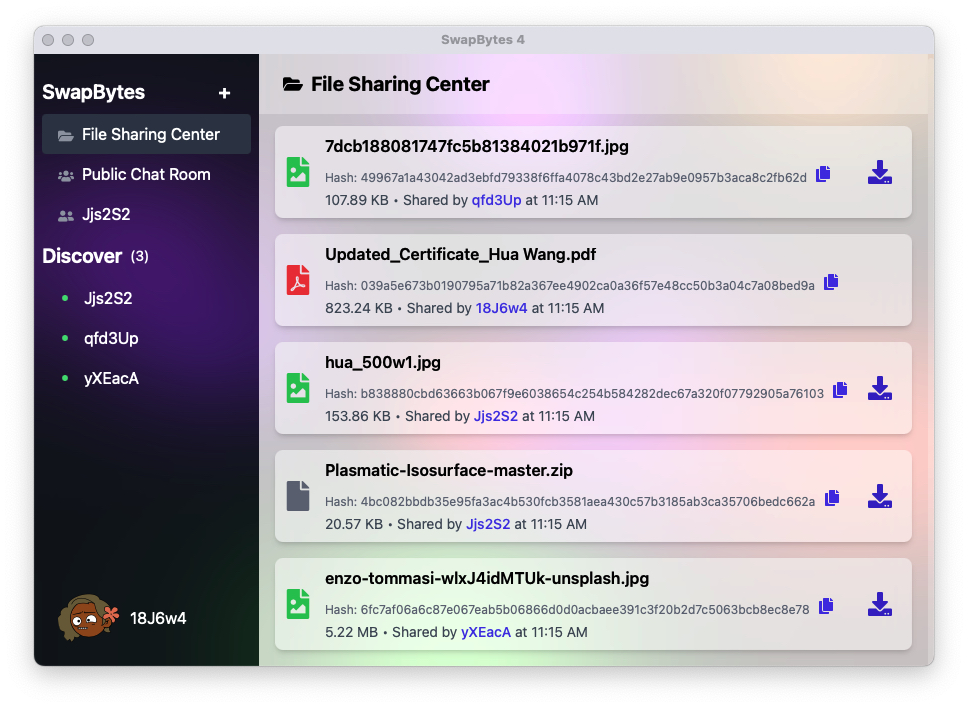 SwapBytes 4
SwapBytes +
File Sharing Center
Public Chat Room
Jjs2S2
Discover (3)
Jjs2S2
qfd3Up
yXEacA
18J6w4
File Sharing Center
7dcb188081747fc5b81384021b971f.jpg
Hash: 49967a1a43042ad3ebfd79338f6ffa4078c43bd2e27ab9e0957b3aca8c2fb62d
107.89 KB • Shared by qfd3Up at 11:15 AM
Updated_Certificate_Hua Wang.pdf
Hash: 039a5e673b0190795a71b82a367ee4902ca0a36f57e48cc50b3a04c7a08bed9a
823.24 KB • Shared by 18J6w4 at 11:15 AM
hua_500w1.jpg
Hash: b838880cbd63663b067f9e6038654c254b584282dec67a320f07792905a76103
153.86 KB • Shared by Jjs2S2 at 11:15 AM
Plasmatic-Isosurface-master.zip
Hash: 4bc082bbdb35e95fa3ac4b530fcb3581aea430c57b3185ab3ca35706bedc662a
20.57 KB • Shared by Jjs2S2 at 11:15 AM
enzo-tommasi-wlxJ4idMTUk-unsplash.jpg
Hash: 6fc7af06a6c87e067eab5b06866d0d0acbaee391c3f20b2d7c5063bcb8ec8e78
5.22 MB • Shared by yXEacA at 11:15 AM